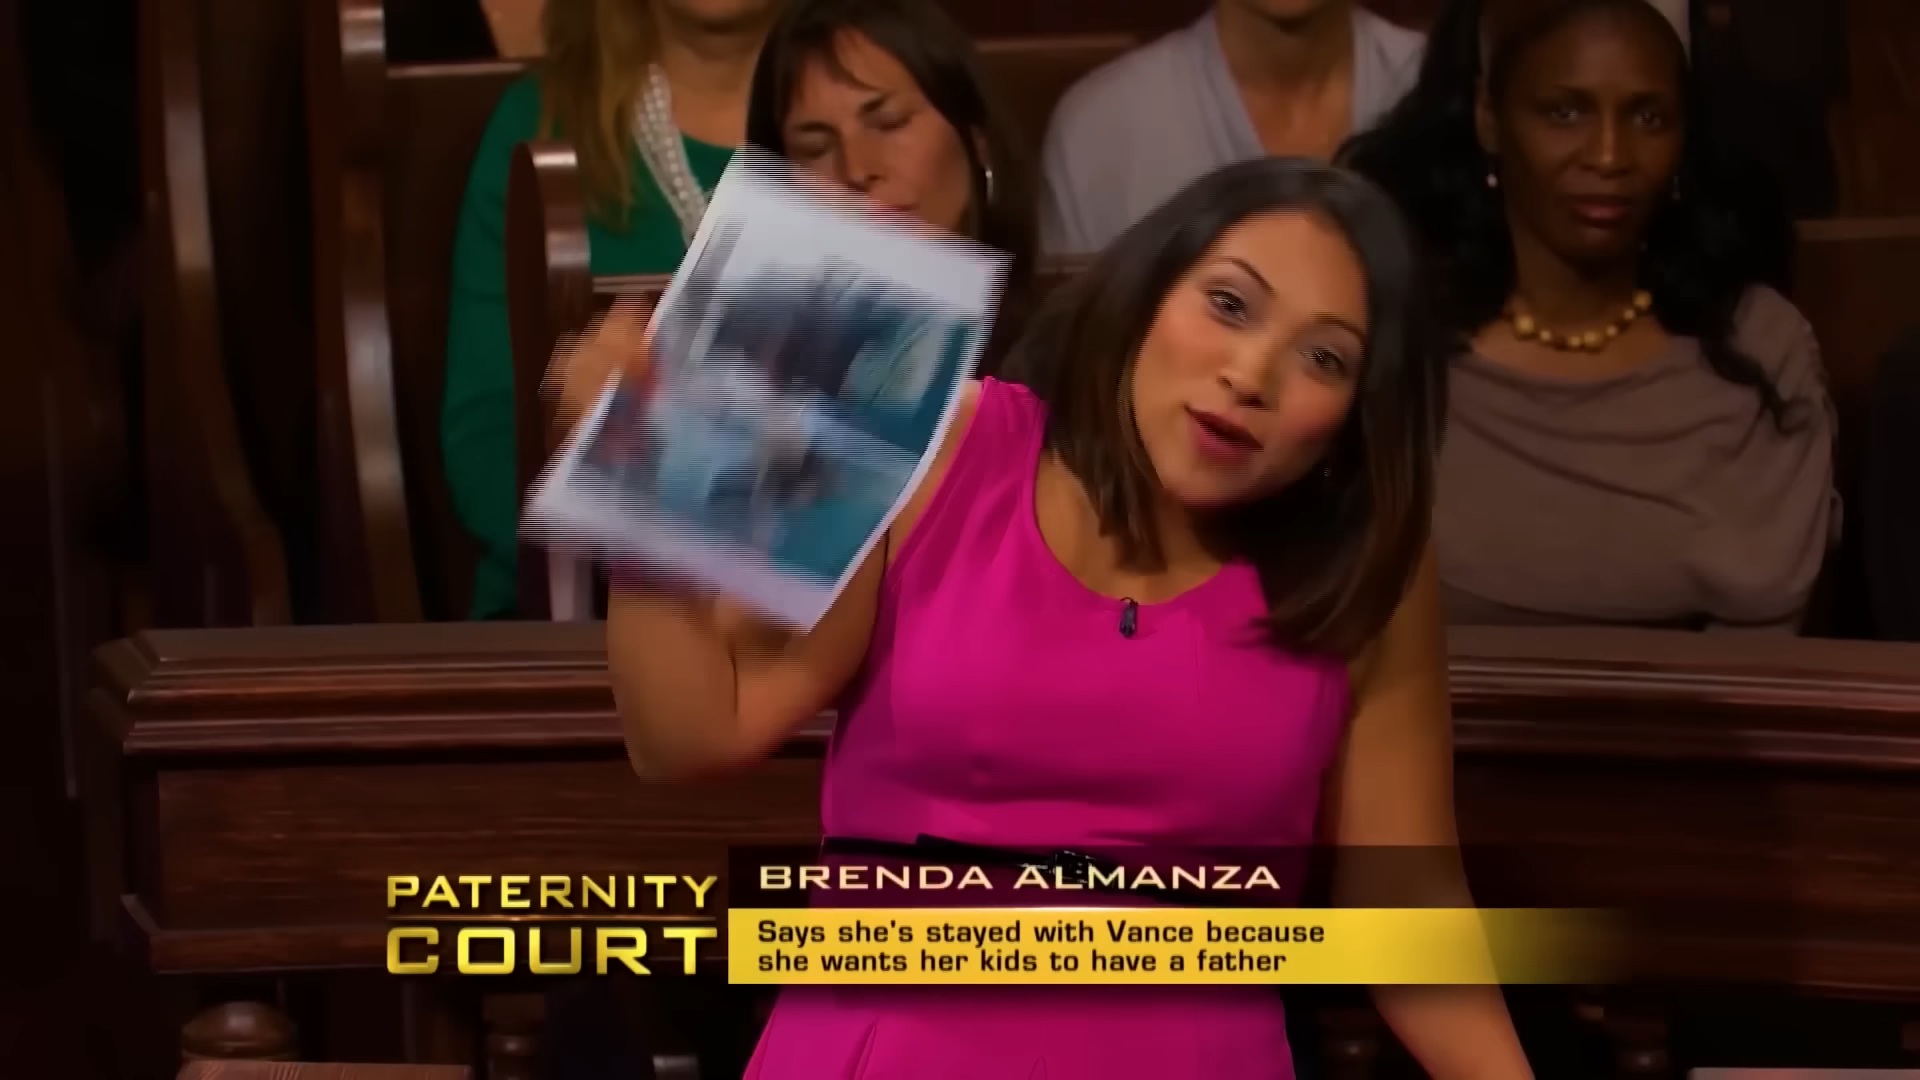 PATERNITY
COURT
BRENDA ALMANZA
Says she's stayed with Vance because
she wants her kids to have a father